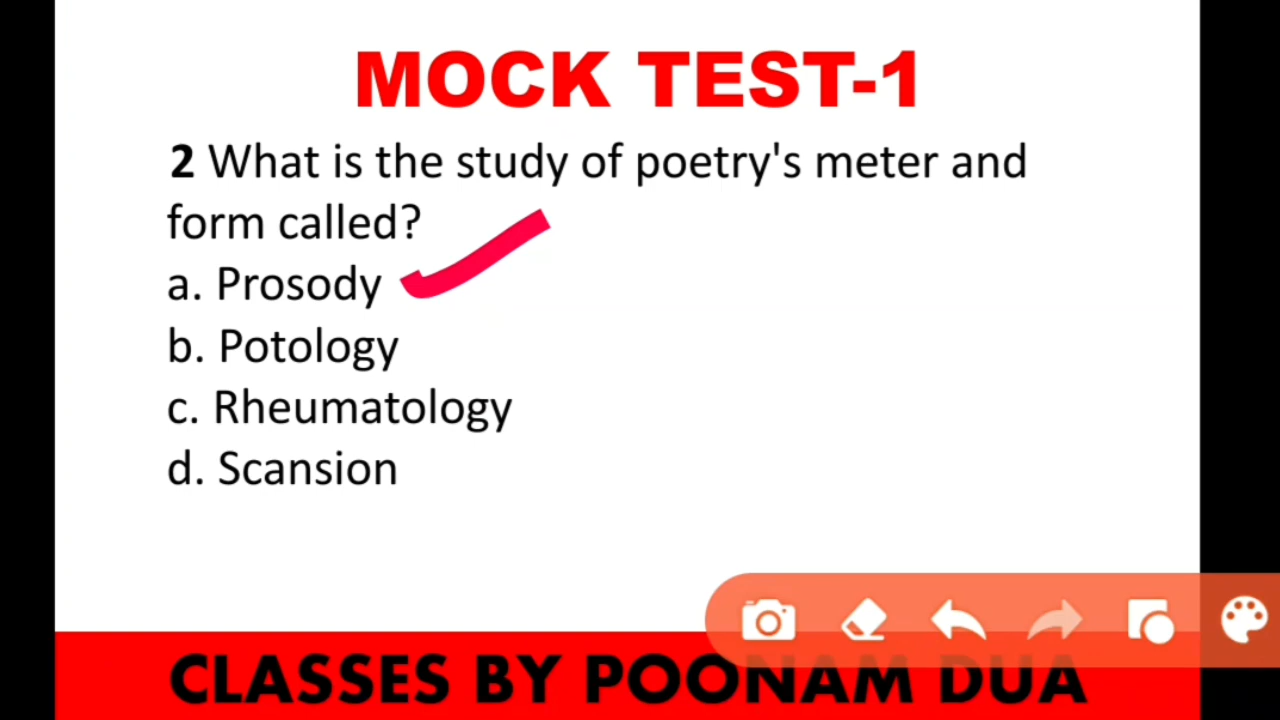 MOCK TEST-1
2 What is the study of poetry's meter and
form called?
a. Prosody
b. Potology
c. Rheumatology
d. Scansion
CLASSES BY POONAM DUA